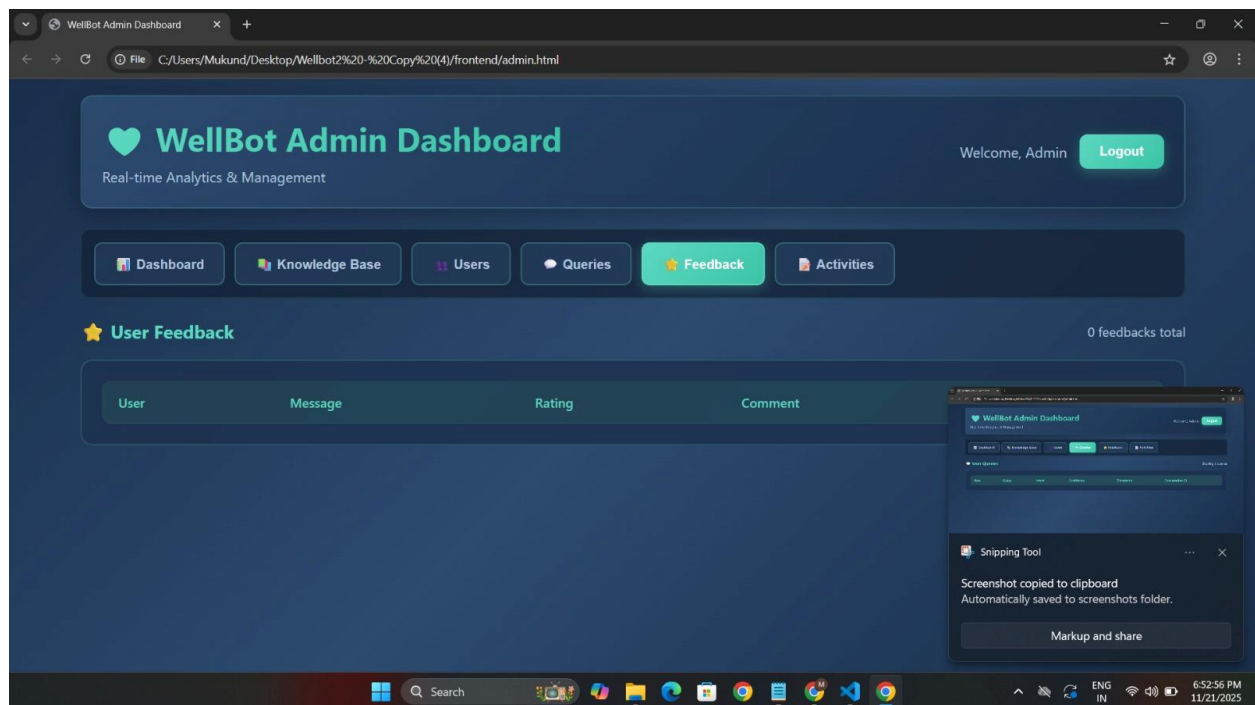 WellBot Admin Dashboard
File C:/Users/Mukund/Desktop/Wellbot2%20-%20Copy%20(4)/frontend/admin.html
WellBot Admin Dashboard
Real-time Analytics & Management
Welcome, Admin
Logout
Dashboard
Knowledge Base
Users
Queries
Feedback
Activities
User Feedback
0 feedbacks total
User Message Rating Comment
WellBot Admin Dashboard
Logout
Snipping Tool
Screenshot copied to clipboard
Automatically saved to screenshots folder.
Markup and share
Search
ENG
IN
6:52:56 PM
11/21/2025